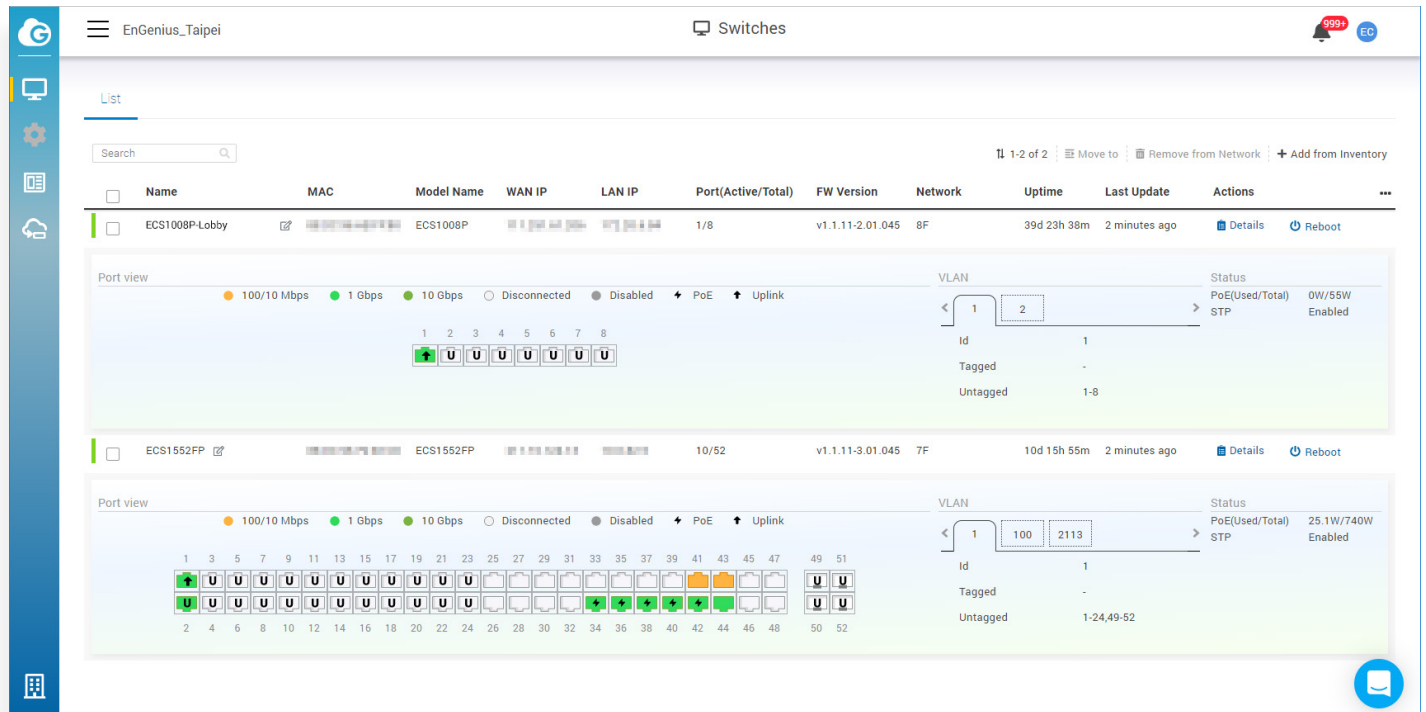 EnGenius_Taipei
Switches
999+
EC
List
Search
1-2 of 2 Move to Remove from Network + Add from Inventory
Name MAC Model Name WAN IP LAN IP Port(Active/Total) FW Version Network Uptime Last Update Actions
ECS1008P-Lobby ECS1008P 1/8 v1.1.11-2.01.045 8F 39d 23h 38m 2 minutes ago Details Reboot
Port view
100/10 Mbps 1 Gbps 10 Gbps Disconnected Disabled PoE Uplink
1 2 3 4 5 6 7 8
U U U U U U U
VLAN
1 2
Id 1
Tagged -
Untagged 1-8
Status
PoE(Used/Total) 0W/55W
STP Enabled
ECS1552FP ECS1552FP 10/52 v1.1.11-3.01.045 7F 10d 15h 55m 2 minutes ago Details Reboot
Port view
100/10 Mbps 1 Gbps 10 Gbps Disconnected Disabled PoE Uplink
1 3 5 7 9 11 13 15 17 19 21 23 25 27 29 31 33 35 37 39 41 43 45 47 49 51
U U U U U U U U U U U U U
U U U U U U U U U U U U U U
2 4 6 8 10 12 14 16 18 20 22 24 26 28 30 32 34 36 38 40 42 44 46 48 50 52
VLAN
1 100 2113
Id 1
Tagged -
Untagged 1-24,49-52
Status
PoE(Used/Total) 25.1W/740W
STP Enabled